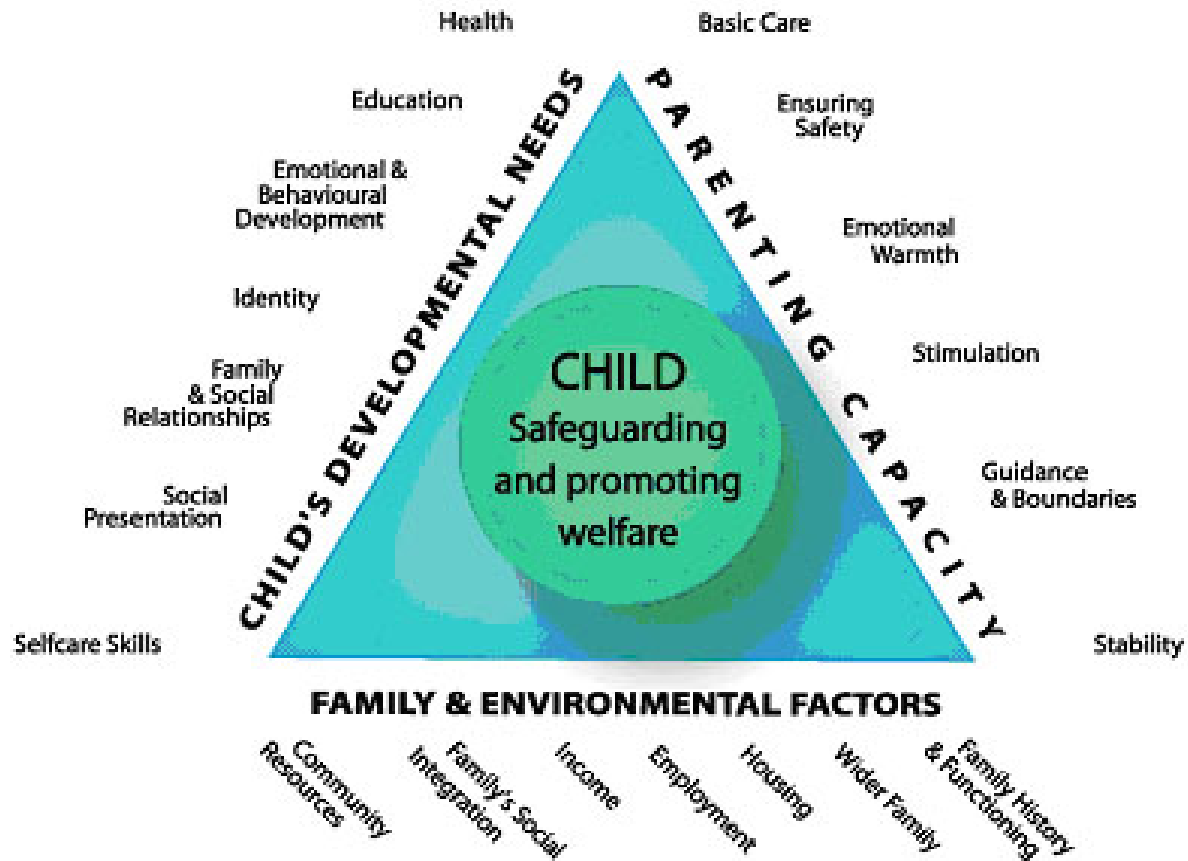 Health
Education
Emotional &
Behavioural
Development
Identity
Family
& Social
Relationships
Social
Presentation
Selfcare Skills
CHILD'S DEVELOPMENTAL NEEDS
Basic Care
Ensuring
Safety
Emotional
Warmth
Stimulation
Guidance
& Boundaries
Stability
PARENTING CAPACITY
CHILD
Safeguarding
and promoting
welfare
FAMILY & ENVIRONMENTAL FACTORS
Community
Resources
Family's Social
Integration
Income
Employment
Housing
Wider Family
Family History
& Functioning